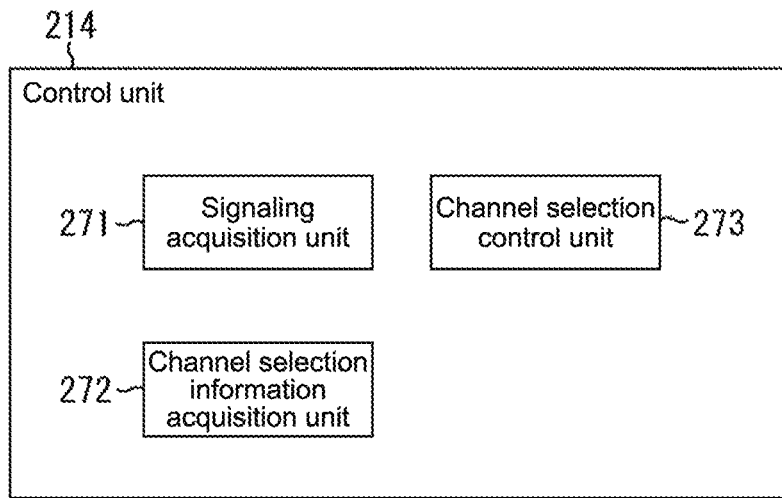 214
Control unit
271
Signaling
acquisition unit
Channel selection
control unit
273
272
Channel selection
information
acquisition unit